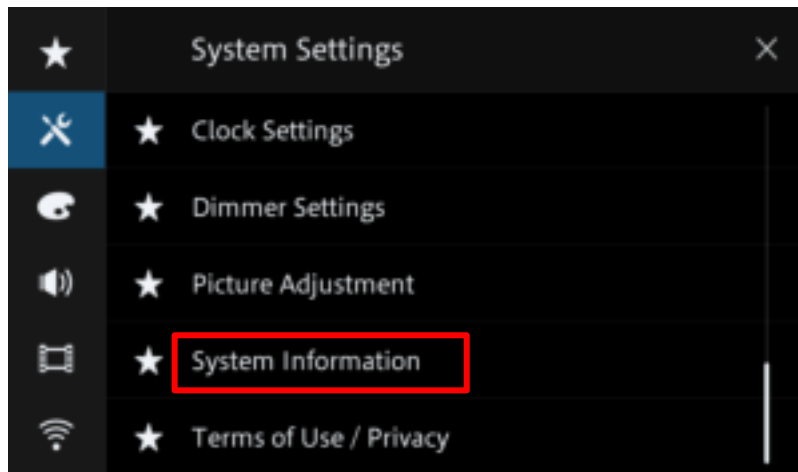 System Settings
Clock Settings
Dimmer Settings
Picture Adjustment
System Information
Terms of Use / Privacy